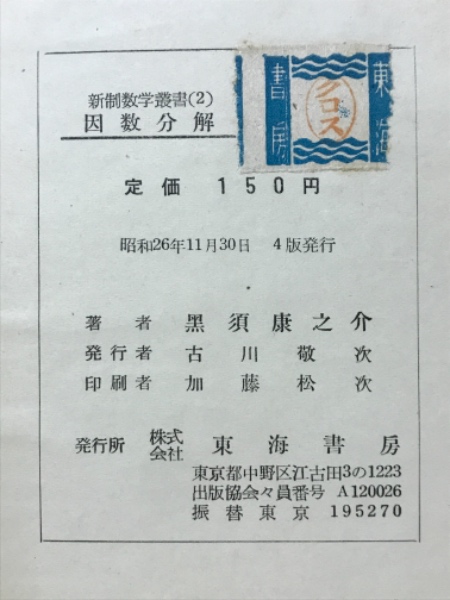 新制数学叢書(2)
因数分解
東海
書房
クロス
定価 150円
昭和26年11月30日 4版発行
著者 黒須康之介
発行者 古川敬次
印刷者 加藤松次
発行所 株式会社 東海書房
東京都中野区江古田3の1223
出版協会々員番号 A120026
振替東京 195270